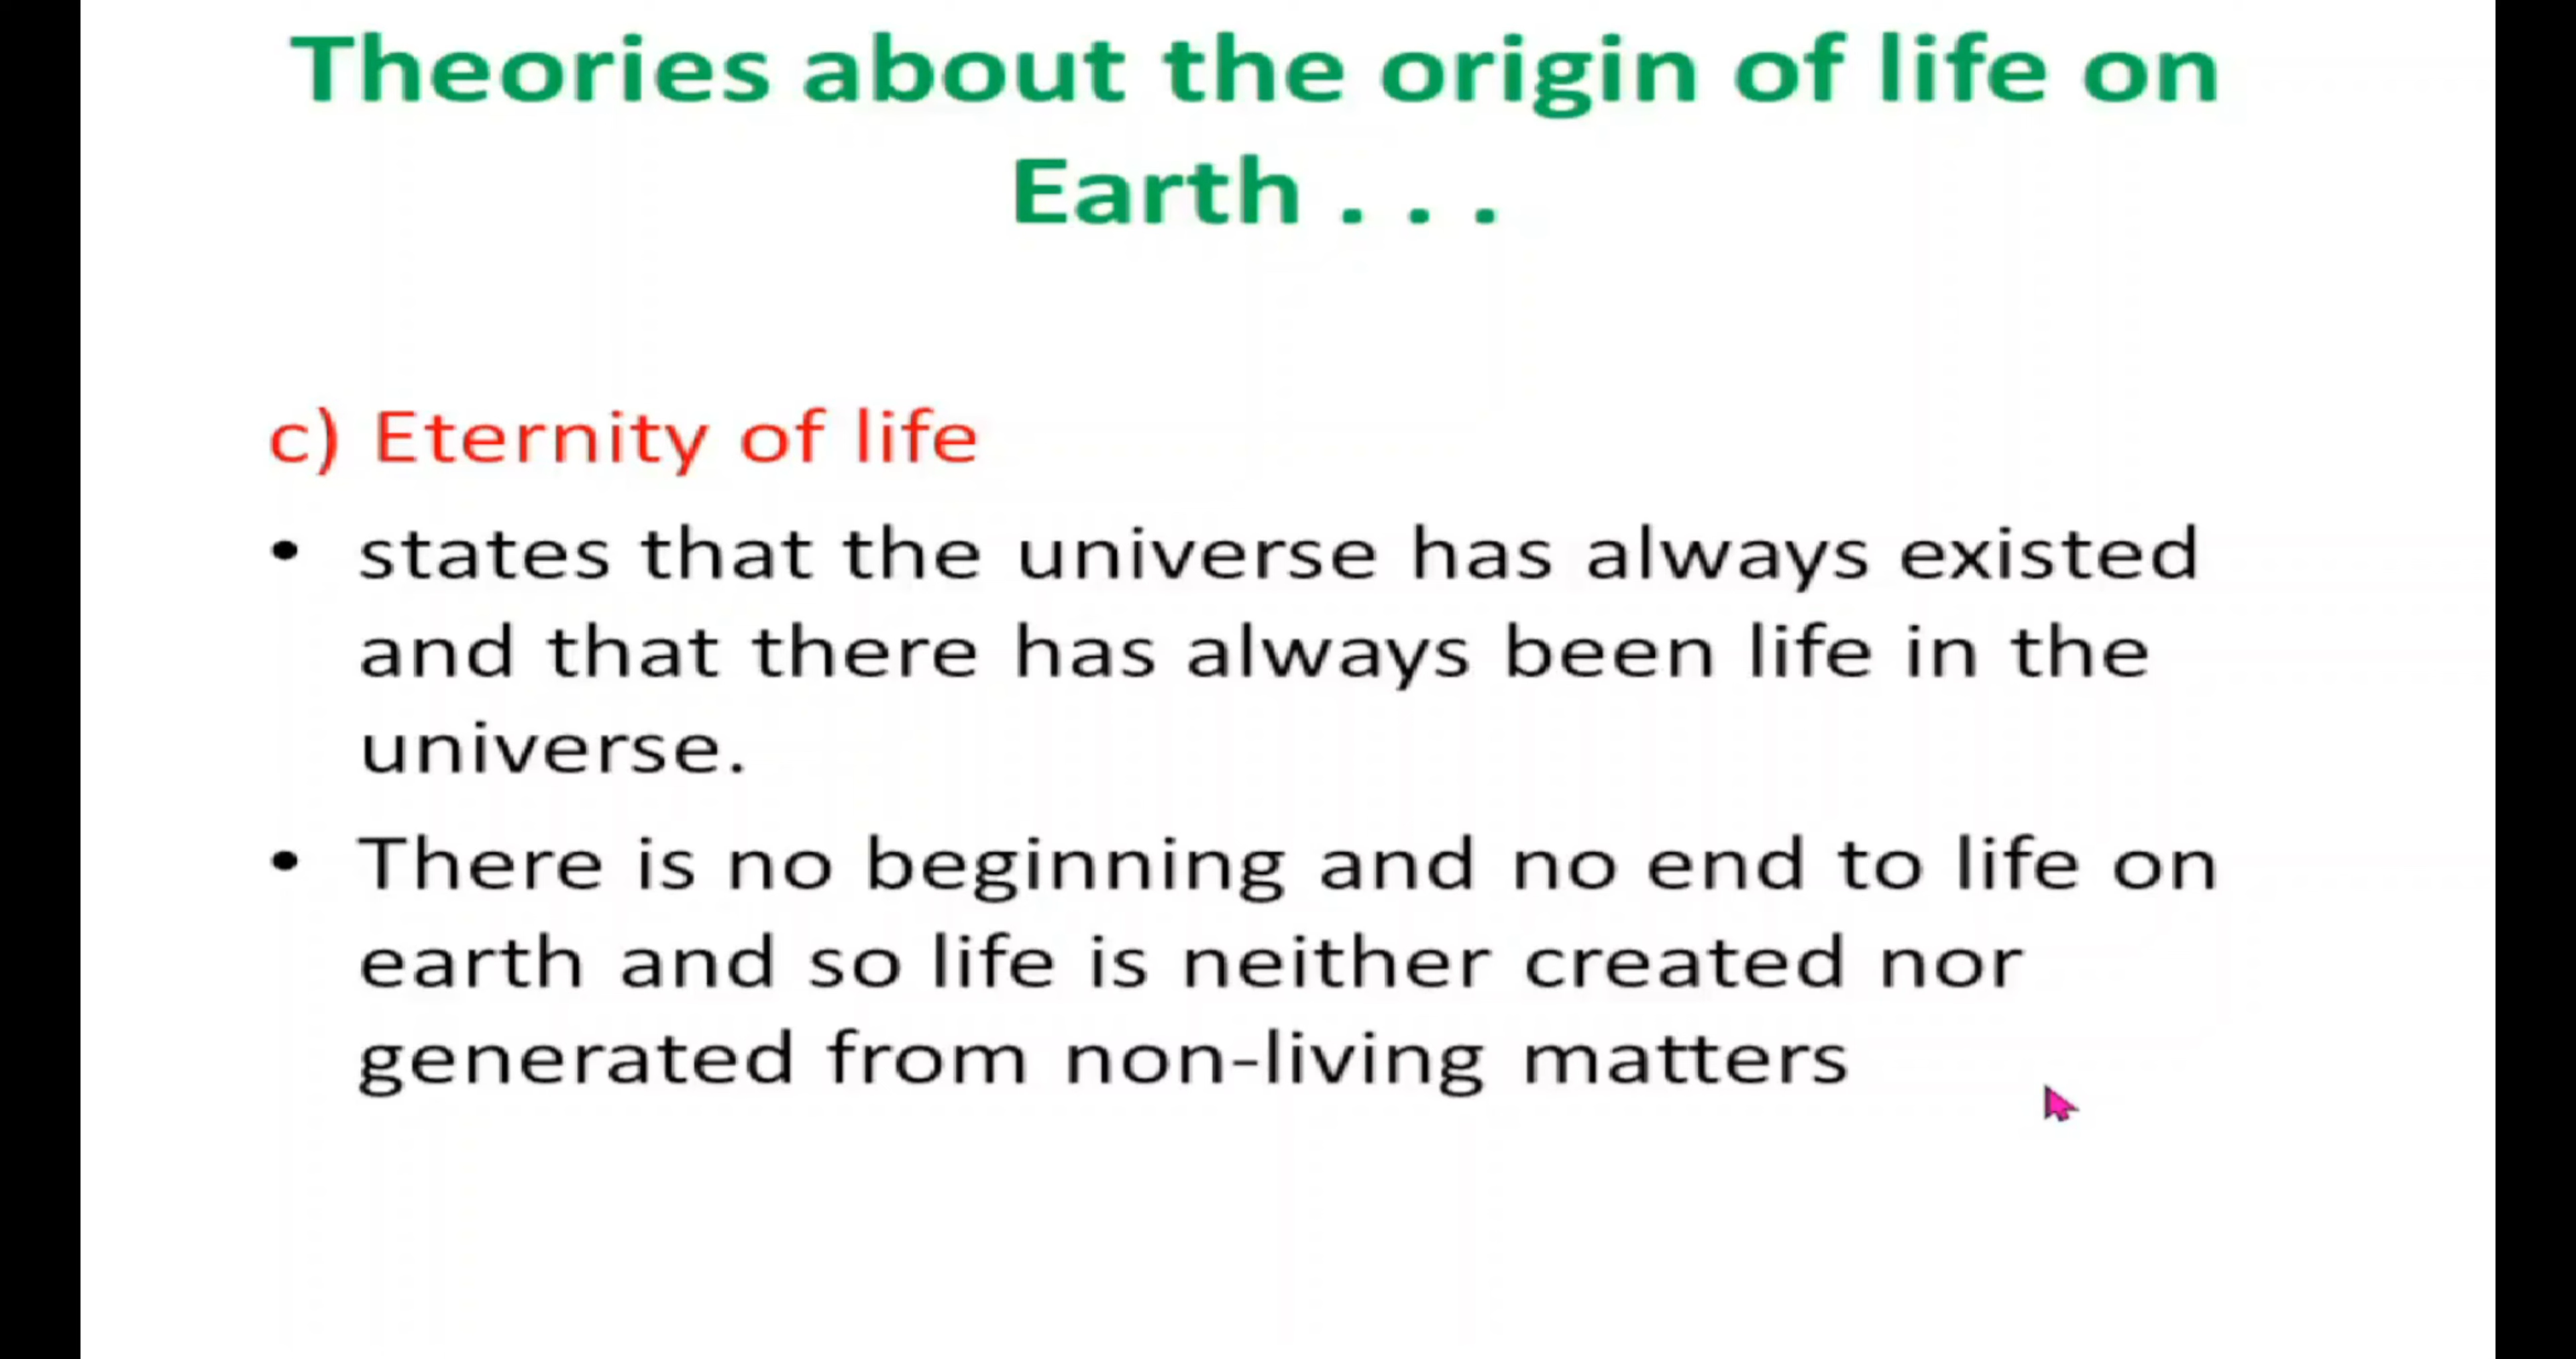 Theories about the origin of life on
Earth . . .
c) Eternity of life
• states that the universe has always existed
and that there has always been life in the
universe.
• There is no beginning and no end to life on
earth and so life is neither created nor
generated from non-living matters